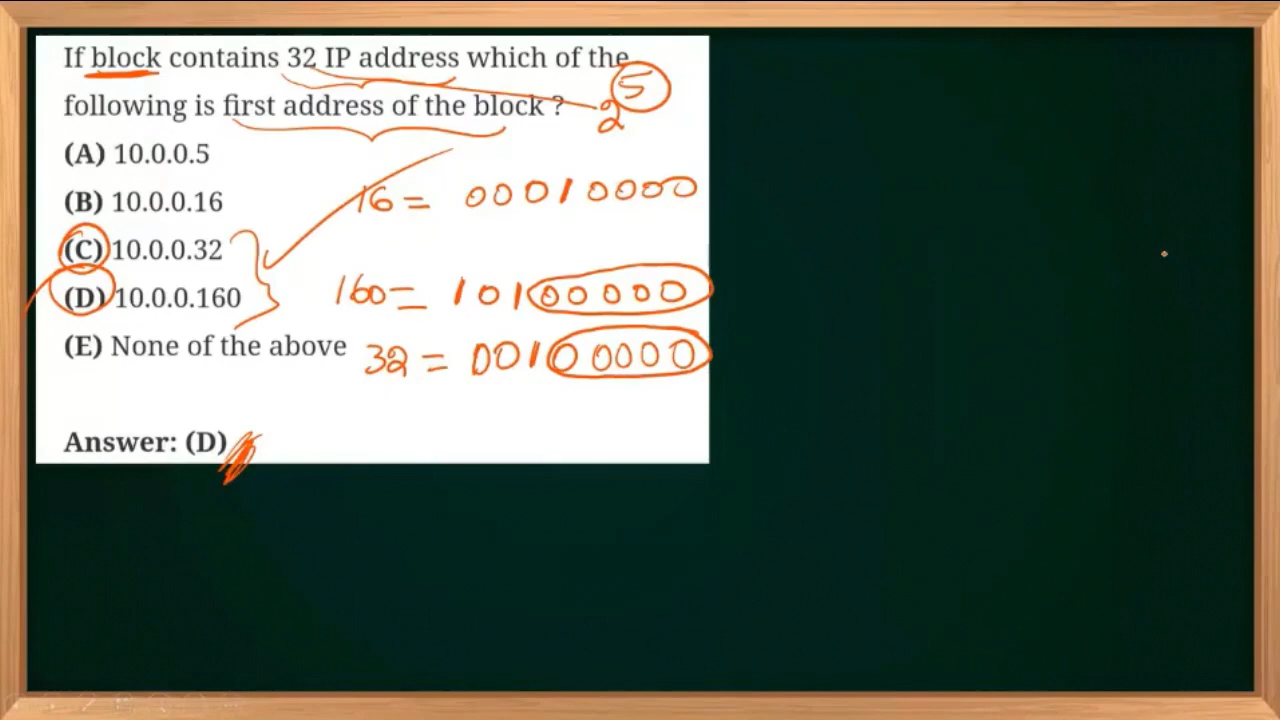 If block contains 32 IP address which of the
following is first address of the block ?
2^5
(A) 10.0.0.5
(B) 10.0.0.16
16 = 00010000
(C) 10.0.0.32
(D) 10.0.0.160
160 = 10100000
(E) None of the above
32 = 00100000
Answer: (D)